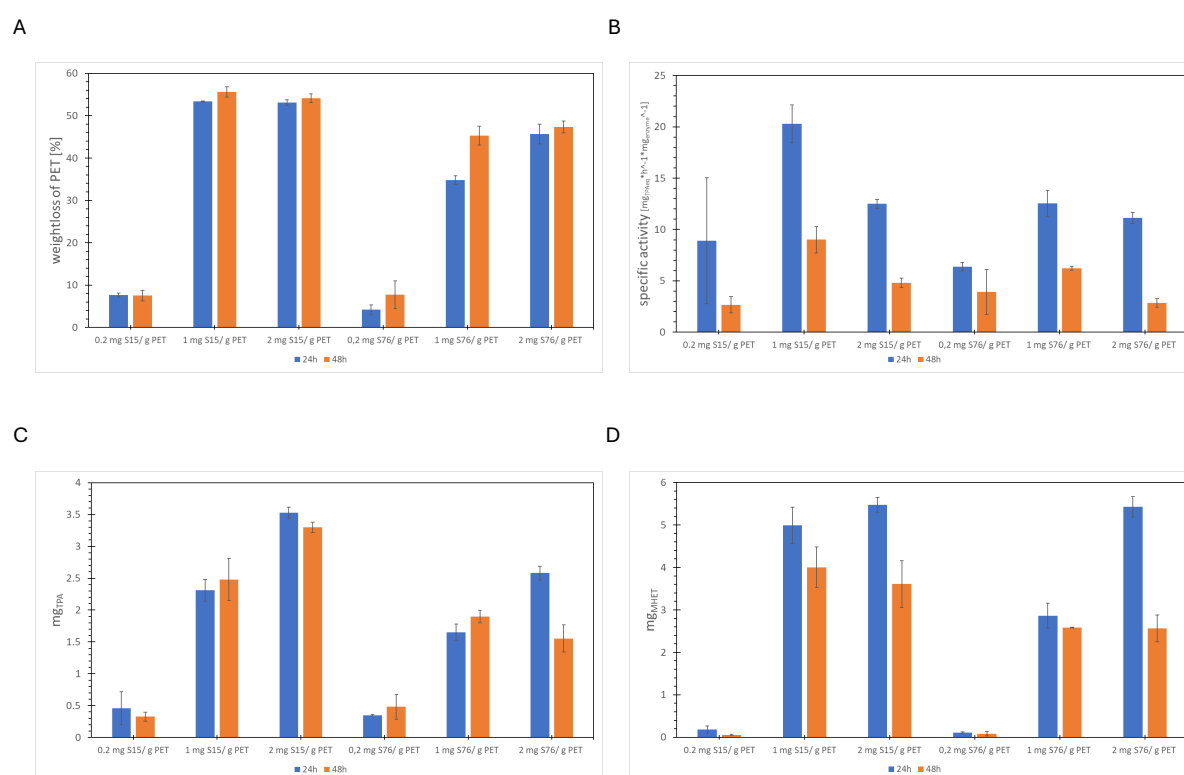 A
B
weightloss of PET [%]
60
50
40
30
20
10
0
0.2 mg S15/ g PET 1 mg S15/ g PET 2 mg S15/ g PET 0,2 mg S76/ g PET 1 mg S76/ g PET 2 mg S76/ g PET
24h 48h
specific activity [mgTPAeq*h^-1*mgenzyme^-1]
25
20
15
10
5
0
0.2 mg S15/ g PET 1 mg S15/ g PET 2 mg S15/ g PET 0,2 mg S76/ g PET 1 mg S76/ g PET 2 mg S76/ g PET
24h 48h
C
D
mgTPA
4
3.5
3
2.5
2
1.5
1
0.5
0
0.2 mg S15/ g PET 1 mg S15/ g PET 2 mg S15/ g PET 0,2 mg S76/ g PET 1 mg S76/ g PET 2 mg S76/ g PET
24h 48h
mgMHET
6
5
4
3
2
1
0
0.2 mg S15/ g PET 1 mg S15/ g PET 2 mg S15/ g PET 0,2 mg S76/ g PET 1 mg S76/ g PET 2 mg S76/ g PET
24h 48h